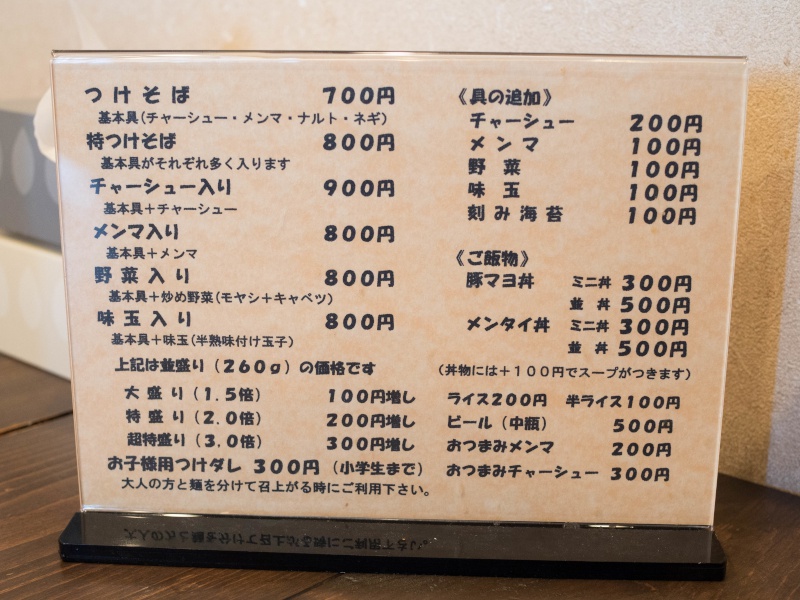 つけそば 700円
基本具(チャーシュー・メンマ・ナルト・ネギ)
特つけそば 800円
基本具がそれぞれ多く入ります
チャーシュー入り 900円
基本具＋チャーシュー
メンマ入り 800円
基本具＋メンマ
野菜入り 800円
基本具＋炒め野菜(モヤシ＋キャベツ)
味玉入り 800円
基本具＋味玉(半熟味付け玉子)
上記は並盛り(260g)の価格です
大盛り(1.5倍) 100円増し
特盛り(2.0倍) 200円増し
超特盛り(3.0倍) 300円増し
お子様用つけダレ 300円(小学生まで)
大人の方と麺を分けて召上がる時にご利用下さい。
《具の追加》
チャーシュー 200円
メンマ 100円
野菜 100円
味玉 100円
刻み海苔 100円
《ご飯物》
豚マヨ丼 ミニ丼 300円
並丼 500円
メンタイ丼 ミニ丼 300円
並丼 500円
(丼物には＋100円でスープがつきます)
ライス200円 半ライス100円
ビール(中瓶) 500円
おつまみメンマ 200円
おつまみチャーシュー 300円